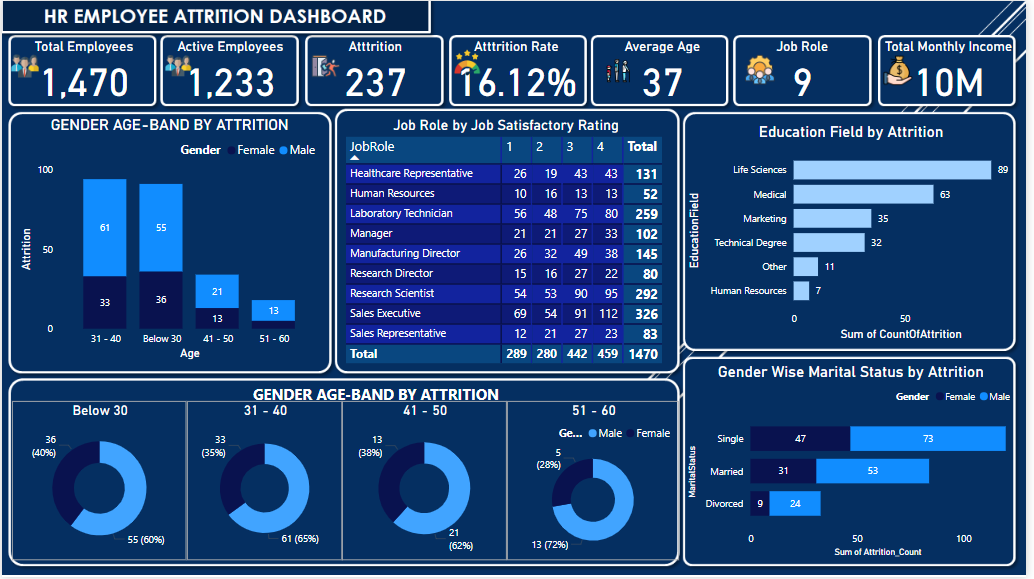 HR EMPLOYEE ATTRITION DASHBOARD
Total Employees
1,470
Active Employees
1,233
Atttrition
237
Atttrition Rate
16.12%
Average Age
37
Job Role
9
Total Monthly Income
10M
GENDER AGE-BAND BY ATTRITION
Gender Female Male
100
50
0
Attrition
61
33
55
36
21
13
13
31 - 40 Below 30 41 - 50 51 - 60
Age
Job Role by Job Satisfactory Rating
JobRole 1 2 3 4 Total
Healthcare Representative 26 19 43 43 131
Human Resources 10 16 13 13 52
Laboratory Technician 56 48 75 80 259
Manager 21 21 27 33 102
Manufacturing Director 26 32 49 38 145
Research Director 15 16 27 22 80
Research Scientist 54 53 90 95 292
Sales Executive 69 54 91 112 326
Sales Representative 12 21 27 23 83
Total 289 280 442 459 1470
Education Field by Attrition
EducationField
Life Sciences 89
Medical 63
Marketing 35
Technical Degree 32
Other 11
Human Resources 7
0 50
Sum of CountOfAttrition
GENDER AGE-BAND BY ATTRITION
Below 30
36
(40%)
55 (60%)
31 - 40
33
(35%)
61 (65%)
41 - 50
13
(38%)
21
(62%)
51 - 60
Ge... Male Female
5
(28%)
13 (72%)
Gender Wise Marital Status by Attrition
Gender Female Male
MaritalStatus
Single 47 73
Married 31 53
Divorced 9 24
0 50 100
Sum of Attrition_Count